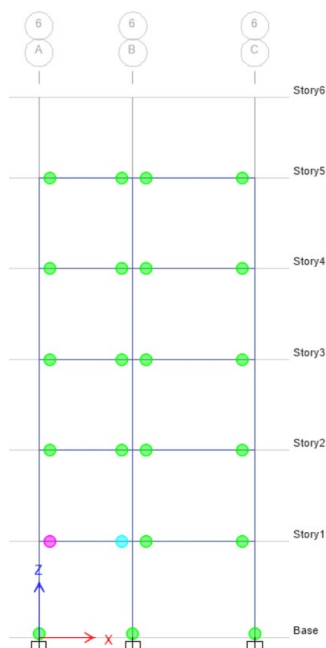 6 6 6
A B C
Story6
Story5
Story4
Story3
Story2
Story1
Z
X
Base